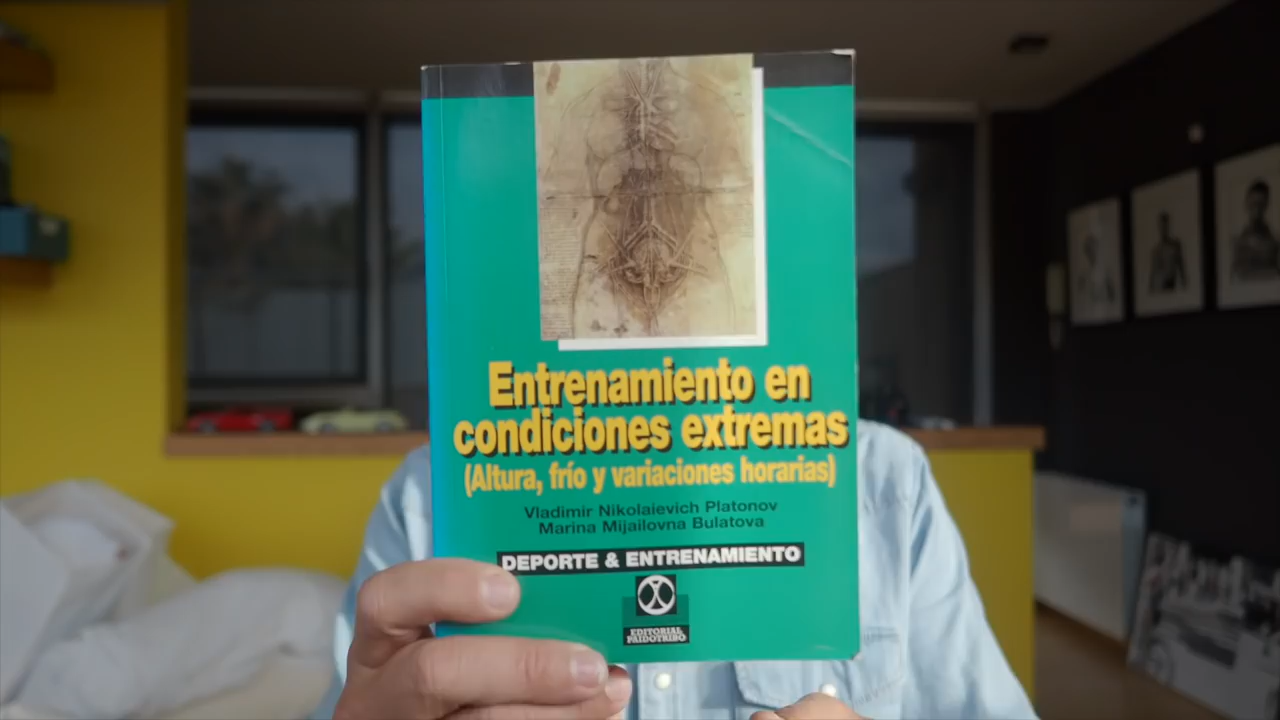 Entrenamiento en
condiciones extremas
(Altura, frío y variaciones horarias)
Vladimir Nikolaievich Platonov
Marina Mijailovna Bulatova
DEPORTE & ENTRENAMIENTO
EDITORIAL
PAIDOTRIBO